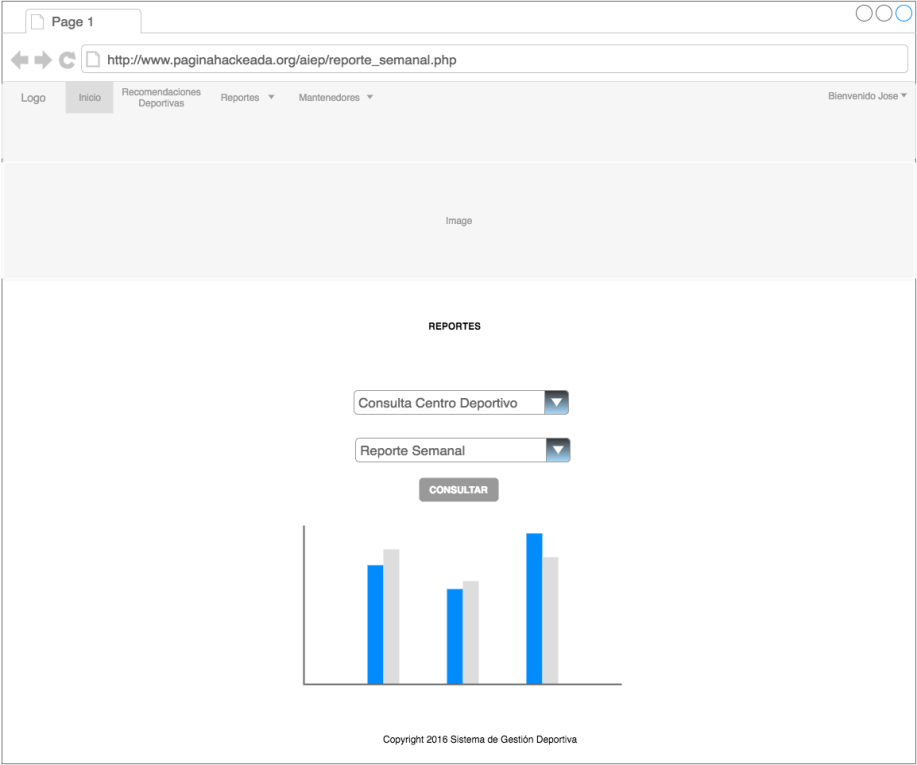 Page 1
http://www.paginahackeada.org/aiep/reporte_semanal.php
Logo
Inicio
Recomendaciones
Deportivas
Reportes
Mantenedores
Bienvenido Jose
Image
REPORTES
Consulta Centro Deportivo
Reporte Semanal
CONSULTAR
Copyright 2016 Sistema de Gestión Deportiva